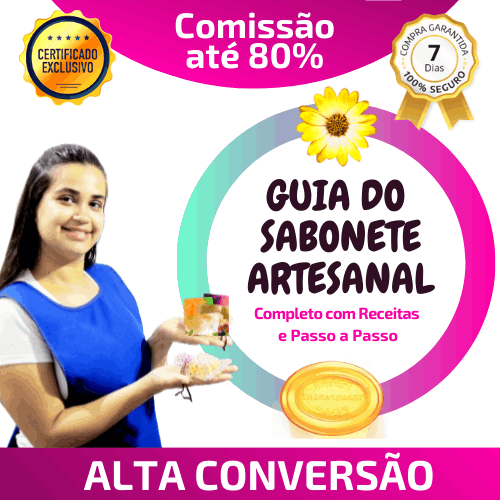 Comissão
até 80%
CERTIFICADO
EXCLUSIVO
COMPRA GARANTIDA
7
Dias
100% SEGURO
GUIA DO
SABONETE
ARTESANAL
Completo com Receitas
e Passo a Passo
ALTA CONVERSÃO